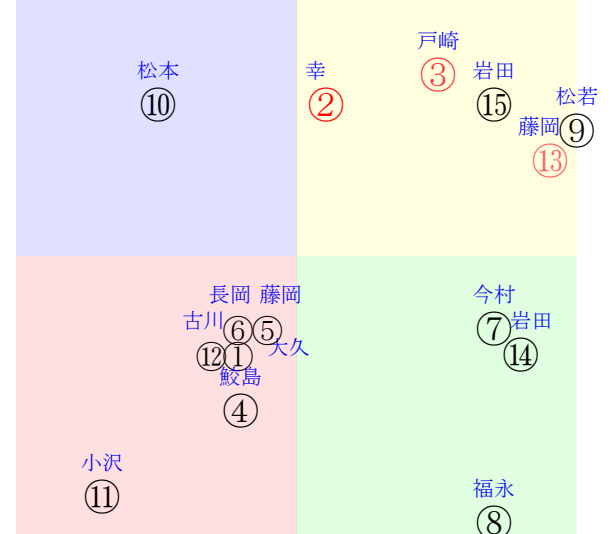 戸崎
③
松本
⑩
幸
②
岩田
⑮
松若
⑨
藤岡
⑬
長岡
⑥
藤岡
⑤
今村
⑦
古川
⑫
①
大久
岩田
⑭
鮫島
④
小沢
⑪
福永
⑧